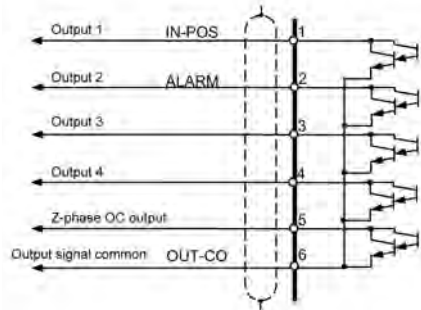 Output 1 IN-POS 1
Output 2 ALARM 2
Output 3 3
Output 4 4
Z-phase OC output 5
Output signal common OUT-CO 6